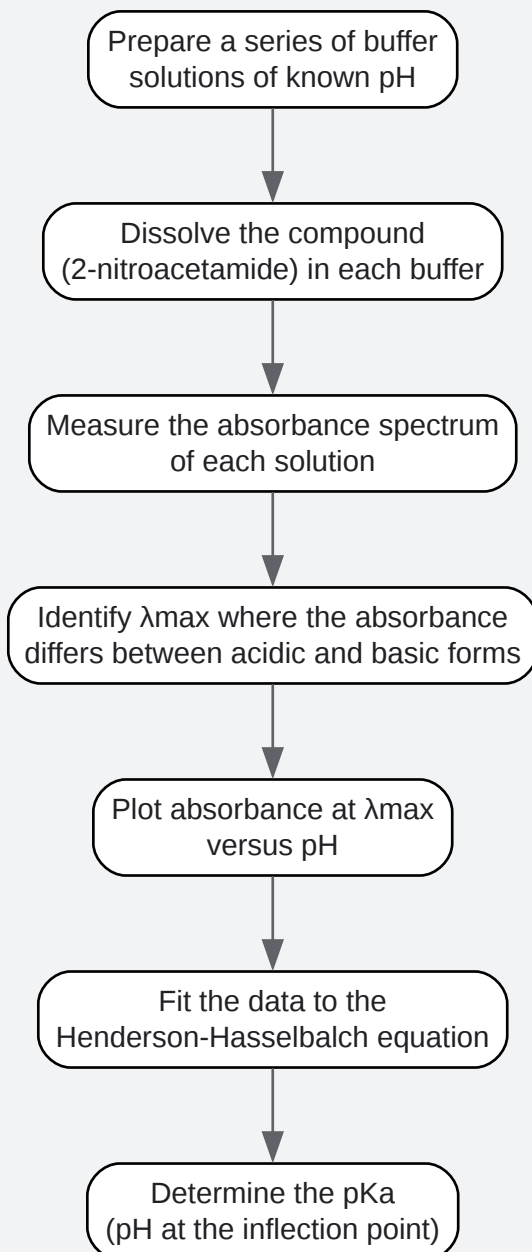 Prepare a series of buffer
solutions of known pH
Dissolve the compound
(2-nitroacetamide) in each buffer
Measure the absorbance spectrum
of each solution
Identify λmax where the absorbance
differs between acidic and basic forms
Plot absorbance at λmax
versus pH
Fit the data to the
Henderson-Hasselbalch equation
Determine the pKa
(pH at the inflection point)